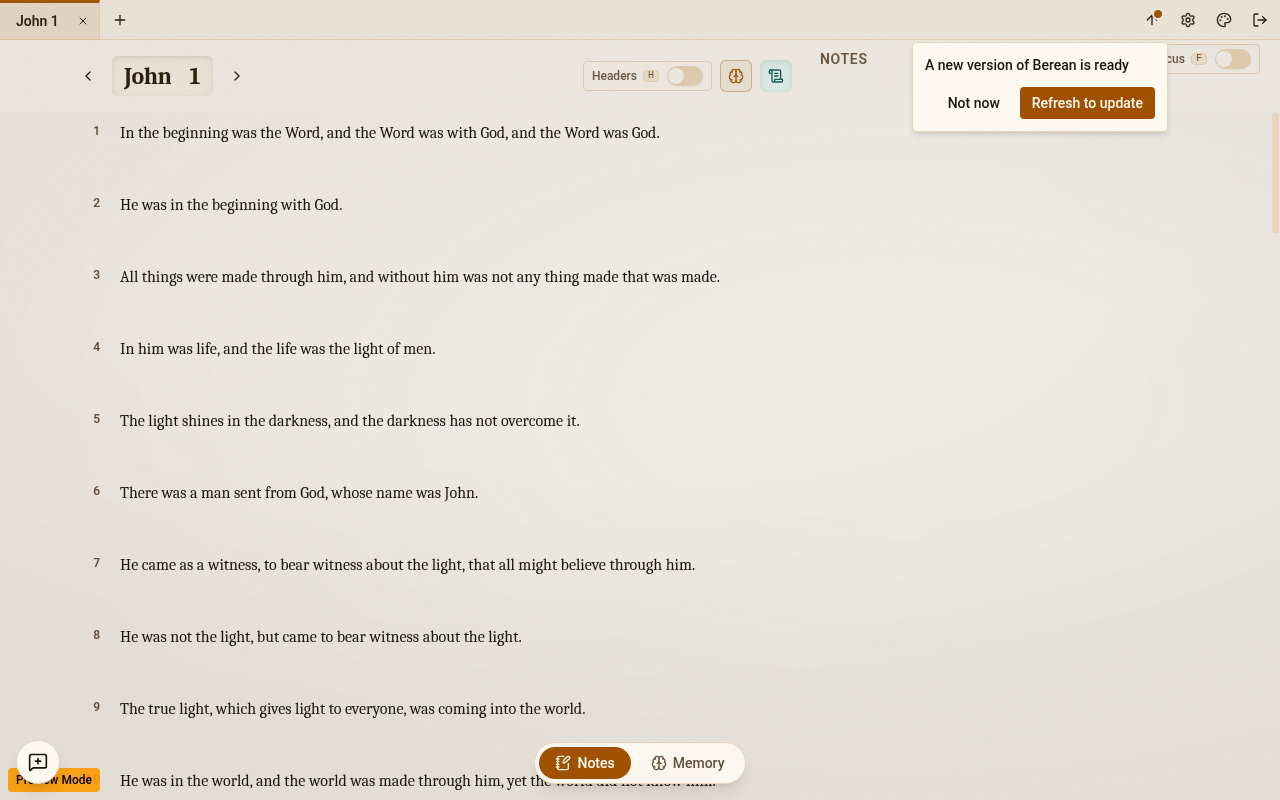 John 1
John 1
Headers H
NOTES
cus F
A new version of Berean is ready
Not now
Refresh to update
1 In the beginning was the Word, and the Word was with God, and the Word was God.
2 He was in the beginning with God.
3 All things were made through him, and without him was not any thing made that was made.
4 In him was life, and the life was the light of men.
5 The light shines in the darkness, and the darkness has not overcome it.
6 There was a man sent from God, whose name was John.
7 He came as a witness, to bear witness about the light, that all might believe through him.
8 He was not the light, but came to bear witness about the light.
9 The true light, which gives light to everyone, was coming into the world.
He was in the world, and the world was made through him, yet the world did not know him.
Notes
Memory
Preview Mode